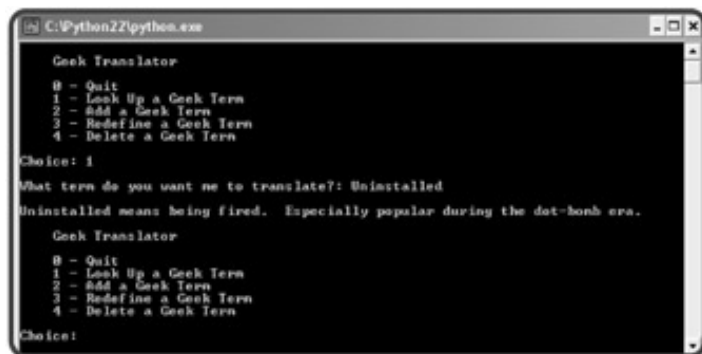 C:\Python22\python.exe
Geek Translator
0 - Quit
1 - Look Up a Geek Term
2 - Add a Geek Term
3 - Redefine a Geek Term
4 - Delete a Geek Term
Choice: 1
What term do you want me to translate?: Uninstalled
Uninstalled means being fired.  Especially popular during the dot-bomb era.
Geek Translator
0 - Quit
1 - Look Up a Geek Term
2 - Add a Geek Term
3 - Redefine a Geek Term
4 - Delete a Geek Term
Choice: